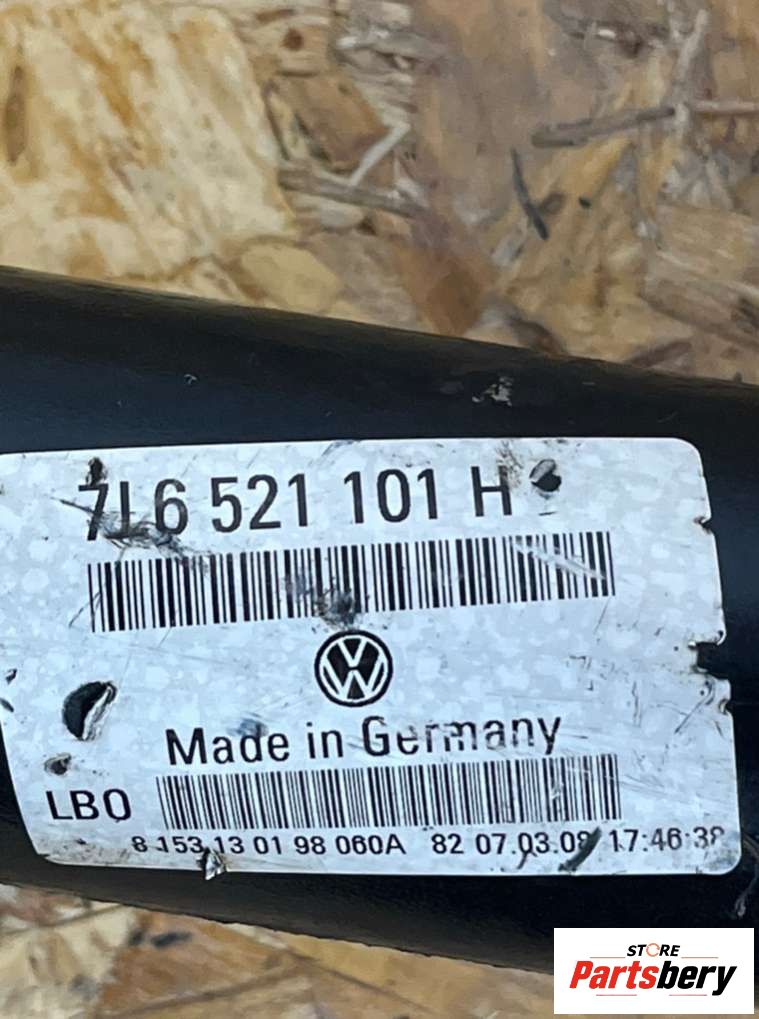 7L6 521 101 H
Made in Germany
LB0
8 153 13 01 98 060A 82 07.03.08 17:46:38
STORE
Partsbery